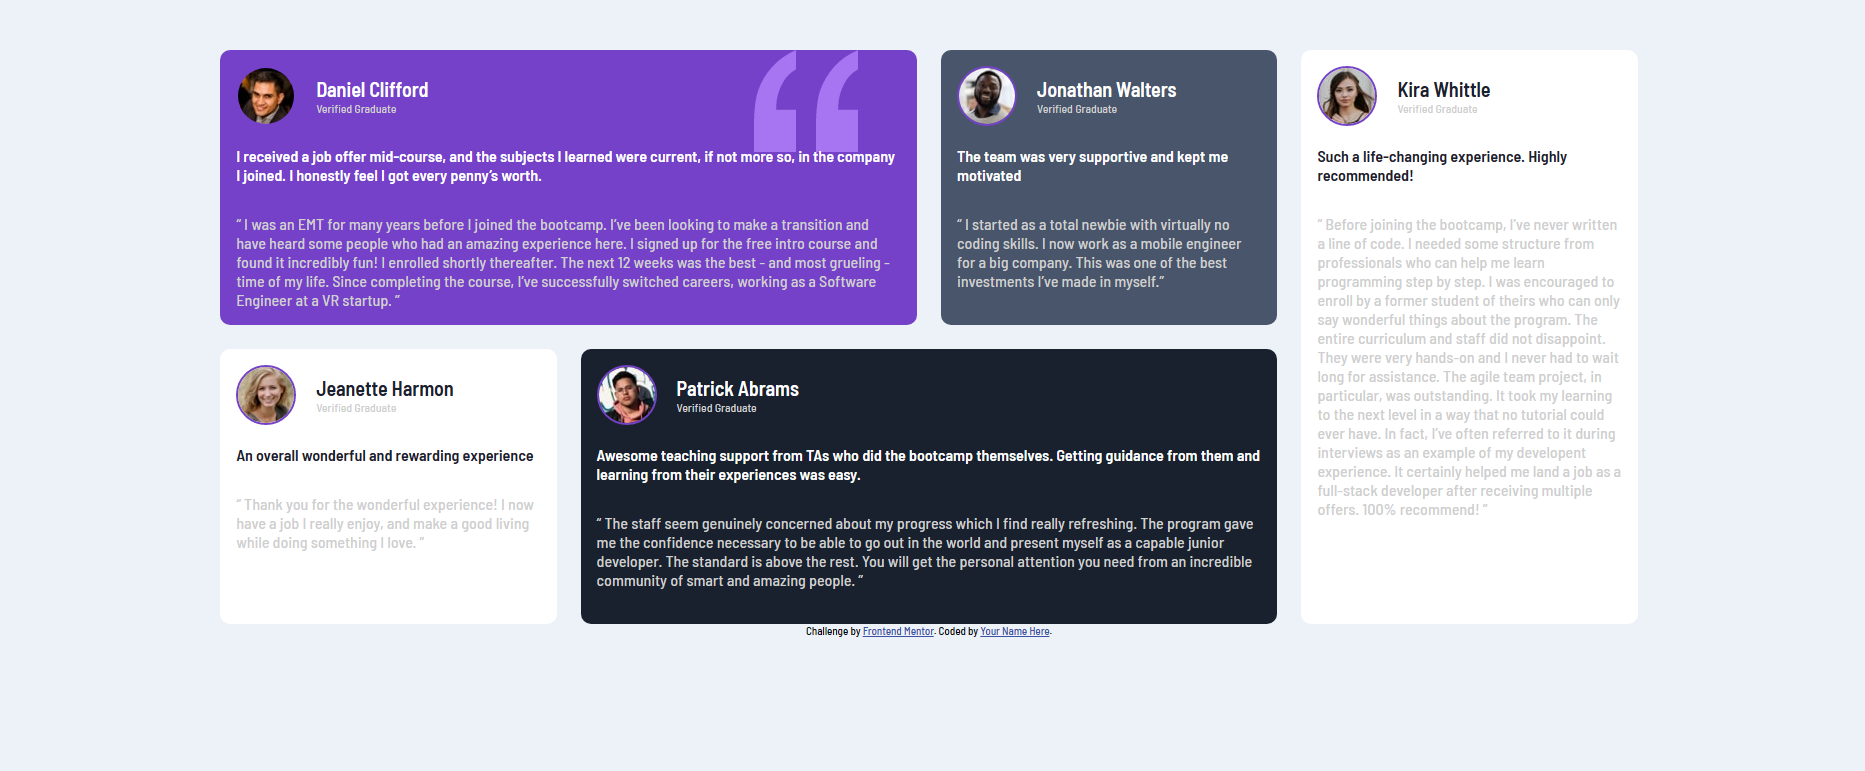 Daniel Clifford
Verified Graduate
I received a job offer mid-course, and the subjects I learned were current, if not more so, in the company
I joined. I honestly feel I got every penny’s worth.
“ I was an EMT for many years before I joined the bootcamp. I’ve been looking to make a transition and
have heard some people who had an amazing experience here. I signed up for the free intro course and
found it incredibly fun! I enrolled shortly thereafter. The next 12 weeks was the best - and most grueling -
time of my life. Since completing the course, I’ve successfully switched careers, working as a Software
Engineer at a VR startup. ”
Jonathan Walters
Verified Graduate
The team was very supportive and kept me
motivated
“ I started as a total newbie with virtually no
coding skills. I now work as a mobile engineer
for a big company. This was one of the best
investments I’ve made in myself.”
Kira Whittle
Verified Graduate
Such a life-changing experience. Highly
recommended!
“ Before joining the bootcamp, I’ve never written
a line of code. I needed some structure from
professionals who can help me learn
programming step by step. I was encouraged to
enroll by a former student of theirs who can only
say wonderful things about the program. The
entire curriculum and staff did not disappoint.
They were very hands-on and I never had to wait
long for assistance. The agile team project, in
particular, was outstanding. It took my learning
to the next level in a way that no tutorial could
ever have. In fact, I’ve often referred to it during
interviews as an example of my developent
experience. It certainly helped me land a job as a
full-stack developer after receiving multiple
offers. 100% recommend! ”
Jeanette Harmon
Verified Graduate
An overall wonderful and rewarding experience
“ Thank you for the wonderful experience! I now
have a job I really enjoy, and make a good living
while doing something I love. ”
Patrick Abrams
Verified Graduate
Awesome teaching support from TAs who did the bootcamp themselves. Getting guidance from them and
learning from their experiences was easy.
“ The staff seem genuinely concerned about my progress which I find really refreshing. The program gave
me the confidence necessary to be able to go out in the world and present myself as a capable junior
developer. The standard is above the rest. You will get the personal attention you need from an incredible
community of smart and amazing people. ”
Challenge by Frontend Mentor. Coded by Your Name Here.